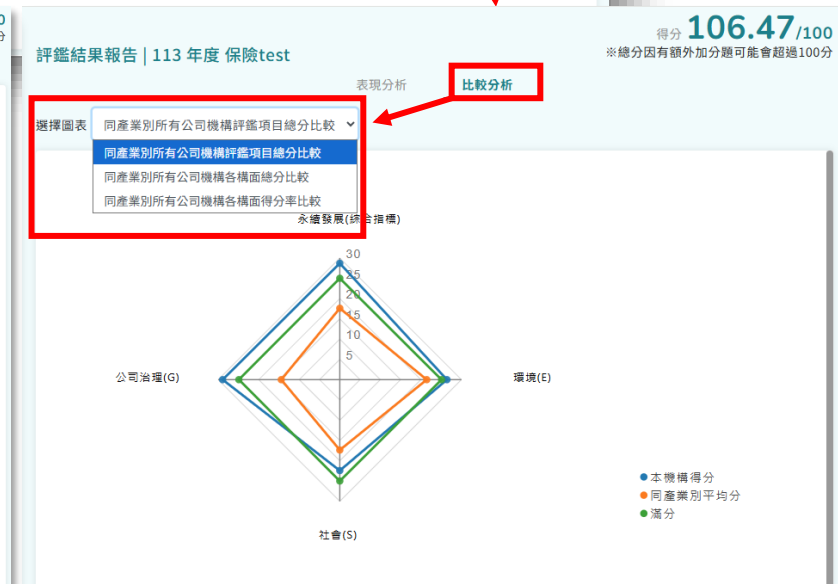 0
分
得分 106.47/100
評鑑結果報告 | 113 年度 保險test
※總分因有額外加分題可能會超過100分
表現分析 比較分析
選擇圖表 同產業別所有公司機構評鑑項目總分比較
同產業別所有公司機構評鑑項目總分比較
同產業別所有公司機構各構面總分比較
同產業別所有公司機構各構面得分率比較
永續發展(綜合指標)
30
25
20
15
10
5
公司治理(G)
環境(E)
本機構得分
同產業別平均分
滿分
社會(S)